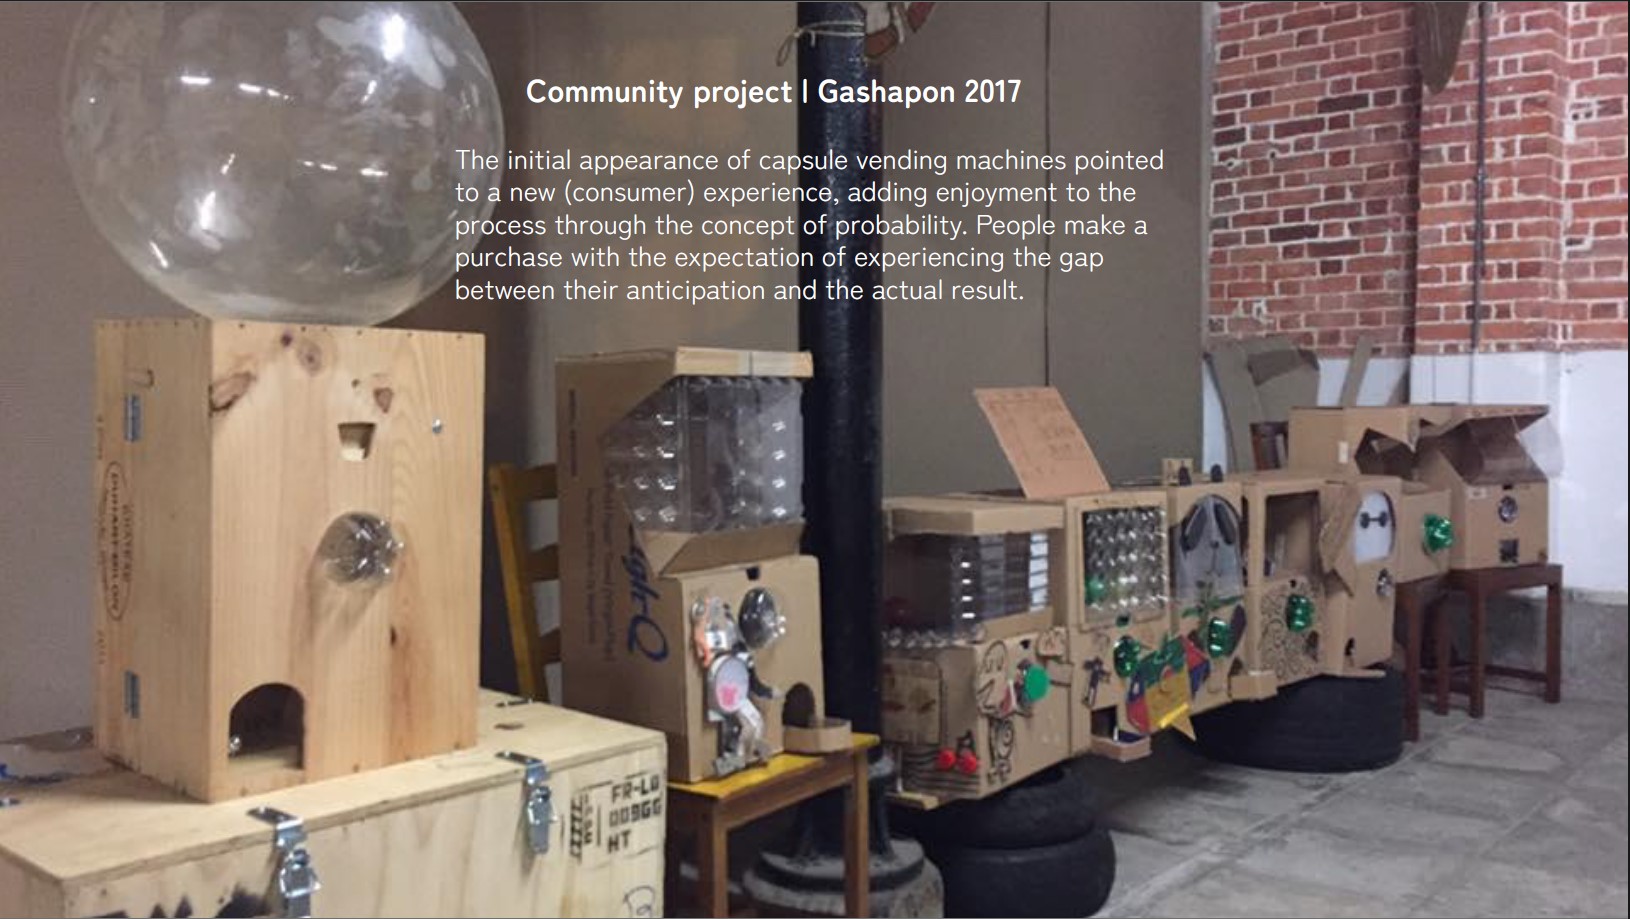 Community project | Gashapon 2017
The initial appearance of capsule vending machines pointed
to a new (consumer) experience, adding enjoyment to the
process through the concept of probability. People make a
purchase with the expectation of experiencing the gap
between their anticipation and the actual result.
FR-LU
HT